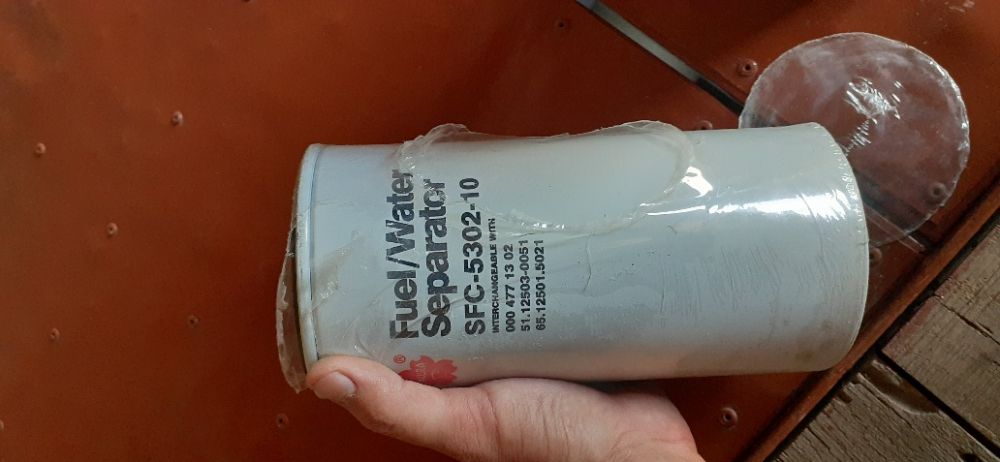 ®
Fuel/Water
Separator
SFC-5302-10
INTERCHANGEABLE WITH
000 477 13 02
51.12503-0051
65.12501.5021